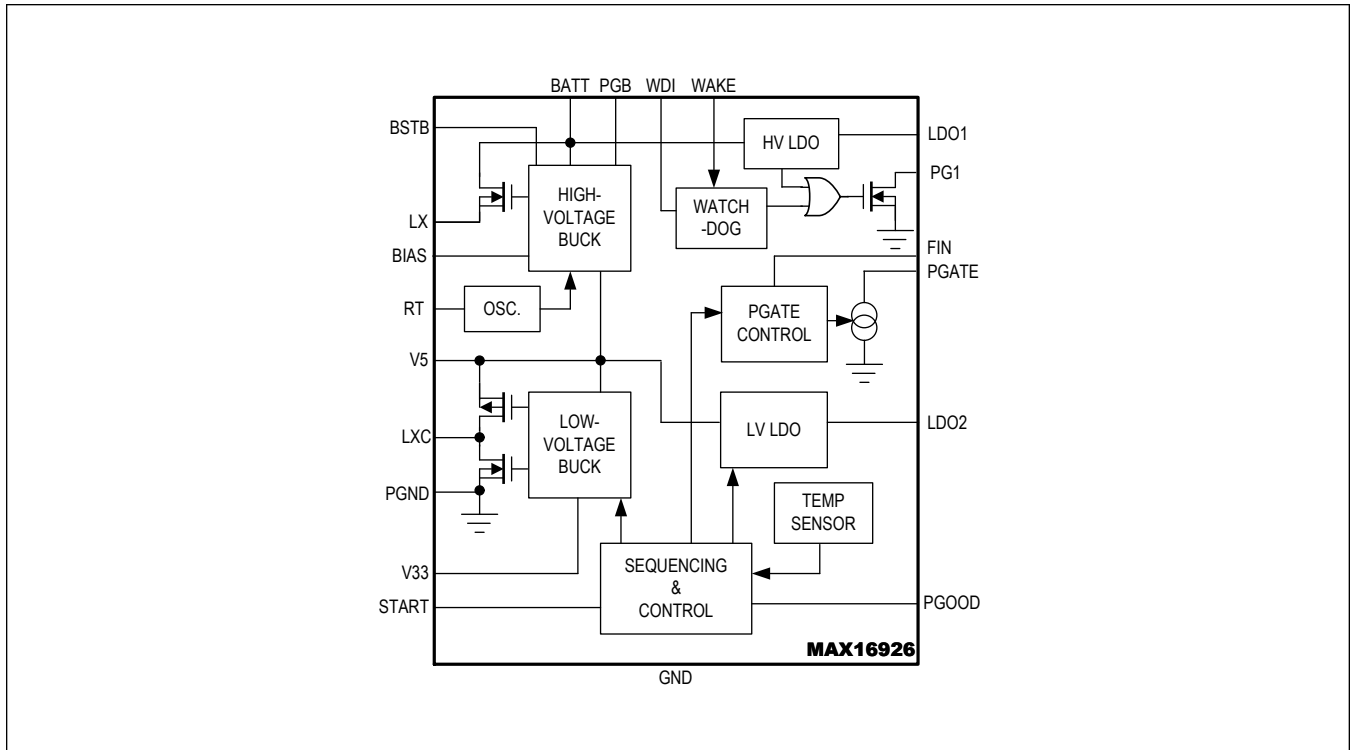 BATT PGB WDI WAKE
BSTB
HV LDO
LDO1
PG1
HIGH-
VOLTAGE
BUCK
WATCH
-DOG
LX
BIAS
FIN
PGATE
RT
OSC.
PGATE
CONTROL
V5
LOW-
VOLTAGE
BUCK
LV LDO
LDO2
LXC
PGND
TEMP
SENSOR
V33
SEQUENCING
&
CONTROL
START
PGOOD
MAX16926
GND